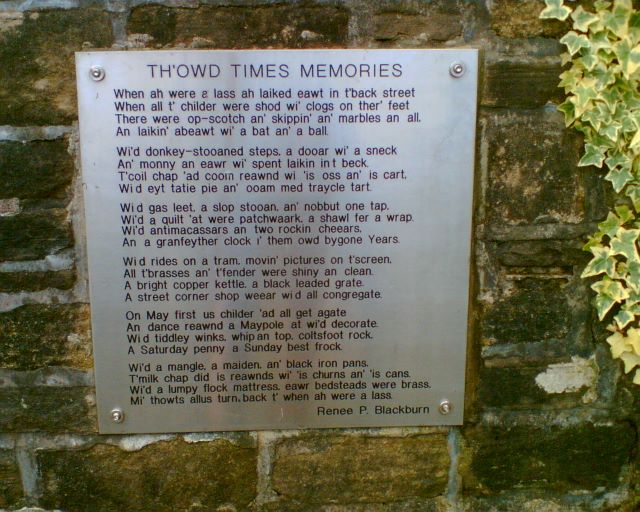 TH'OWD TIMES MEMORIES
When ah were a lass ah laiked eawt in t'back street
When all t' childer were shod wi' clogs on ther' feet
There were op-scotch an' skippin' an' marbles an all.
An laikin' abeawt wi' a bat an' a ball.
Wi'd donkey-stooaned steps, a dooar wi' a sneck
An' monny an eawr wi' spent laikin in t beck.
T'coil chap 'ad cooin reawnd wi 'is oss an' is cart,
Wid eyt tatie pie an' ooam med traycle tart.
Wid gas leet, a slop stooan, an' nobbut one tap.
Wi'd a quilt 'at were patchwaark, a shawl fer a wrap.
Wi'd antimacassars an two rockin cheears,
An a granfeyther clock i' them owd bygone Years.
Wid rides on a tram, movin' pictures on t'screen.
All t'brasses an' t'fender were shiny an clean.
A bright copper kettle, a black leaded grate.
A street corner shop weear wid all congregate.
On May first us childer 'ad all get agate
An dance reawnd a Maypole at wi'd decorate.
Wid tiddley winks, whip an top, coltsfoot rock.
A Saturday penny a Sunday best frock.
Wi'd a mangle, a maiden, an' black iron pans.
T'milk chap did is reawnds wi' 'is churns an' 'is cans.
Wi'd a lumpy flock mattress, eawr bedsteads were brass.
Mi' thowts allus turn, back t' when ah were a lass.
Renee P. Blackburn